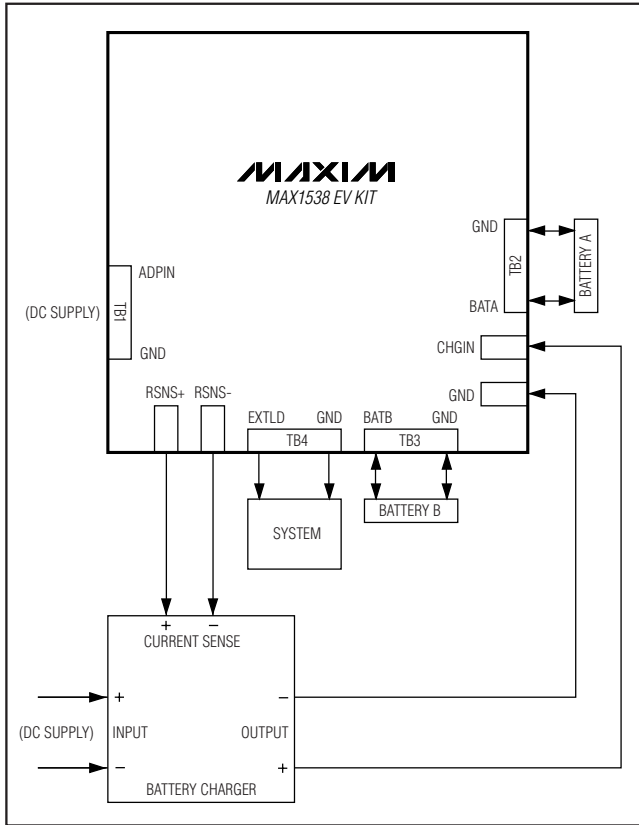 MAXIM
MAX1538 EV KIT
GND
TB2
BATTERY A
BATA
ADPIN
(DC SUPPLY)
TB1
GND
CHGIN
GND
RSNS+ RSNS-
EXTLD GND
TB4
BATB GND
TB3
SYSTEM
BATTERY B
+ −
CURRENT SENSE
+ −
(DC SUPPLY) INPUT OUTPUT
− +
BATTERY CHARGER